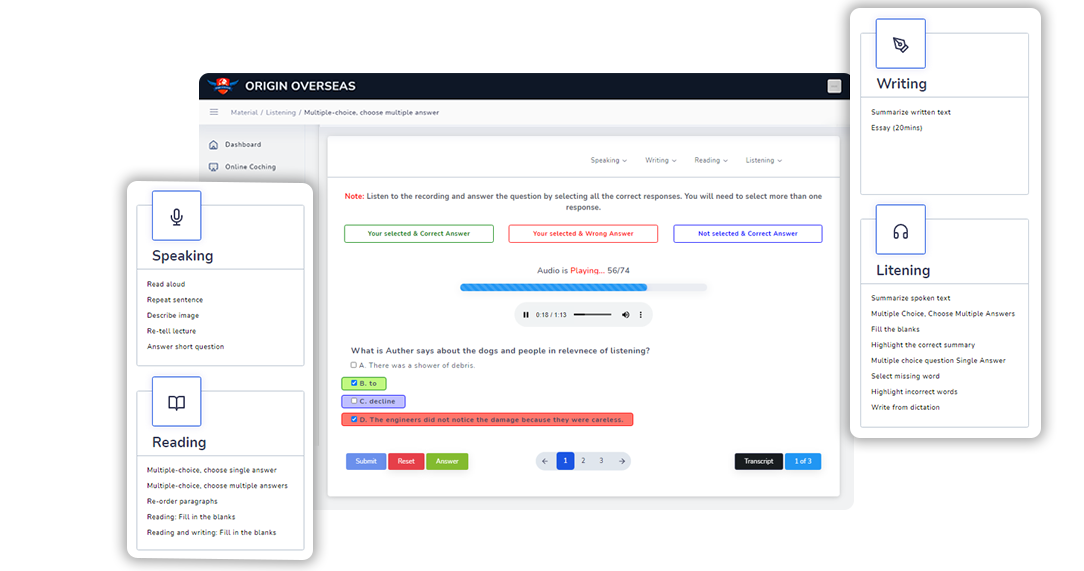 ORIGIN OVERSEAS
Material / Listening / Multiple-choice, choose multiple answer
Dashboard
Online Coching
Speaking
Writing
Reading
Listening
Note: Listen to the recording and answer the question by selecting all the correct responses. You will need to select more than one
response.
Your selected & Correct Answer
Your selected & Wrong Answer
Not selected & Correct Answer
Audio is Playing... 56/74
0:18 / 1:13
What is Auther says about the dogs and people in relevnece of listening?
A. There was a shower of debris.
B. to
C. decline
D. The engineers did not notice the damage because they were careless.
Submit
Reset
Answer
1
2
3
Transcript
1 of 3
Speaking
Read aloud
Repeat sentence
Describe image
Re-tell lecture
Answer short question
Reading
Multiple-choice, choose single answer
Multiple-choice, choose multiple answers
Re-order paragraphs
Reading: Fill in the blanks
Reading and writing: Fill in the blanks
Writing
Summarize written text
Essay (20mins)
Litening
Summarize spoken text
Multiple Choice, Choose Multiple Answers
Fill the blanks
Highlight the correct summary
Multiple choice question Single Answer
Select missing word
Highlight incorrect words
Write from dictation